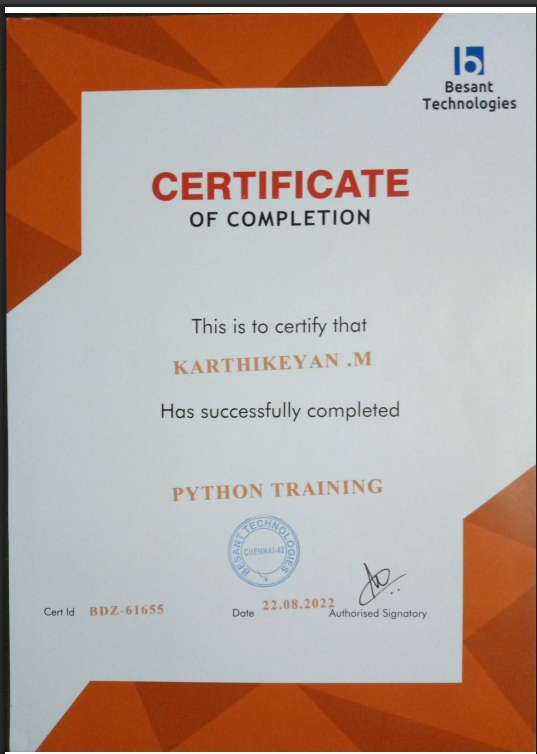 Besant
Technologies
CERTIFICATE
OF COMPLETION
This is to certify that
KARTHIKEYAN .M
Has successfully completed
PYTHON TRAINING
BESANT TECHNOLOGIES
CHENNAI-42
Cert Id BDZ-61655 Date 22.08.2022 Authorised Signatory